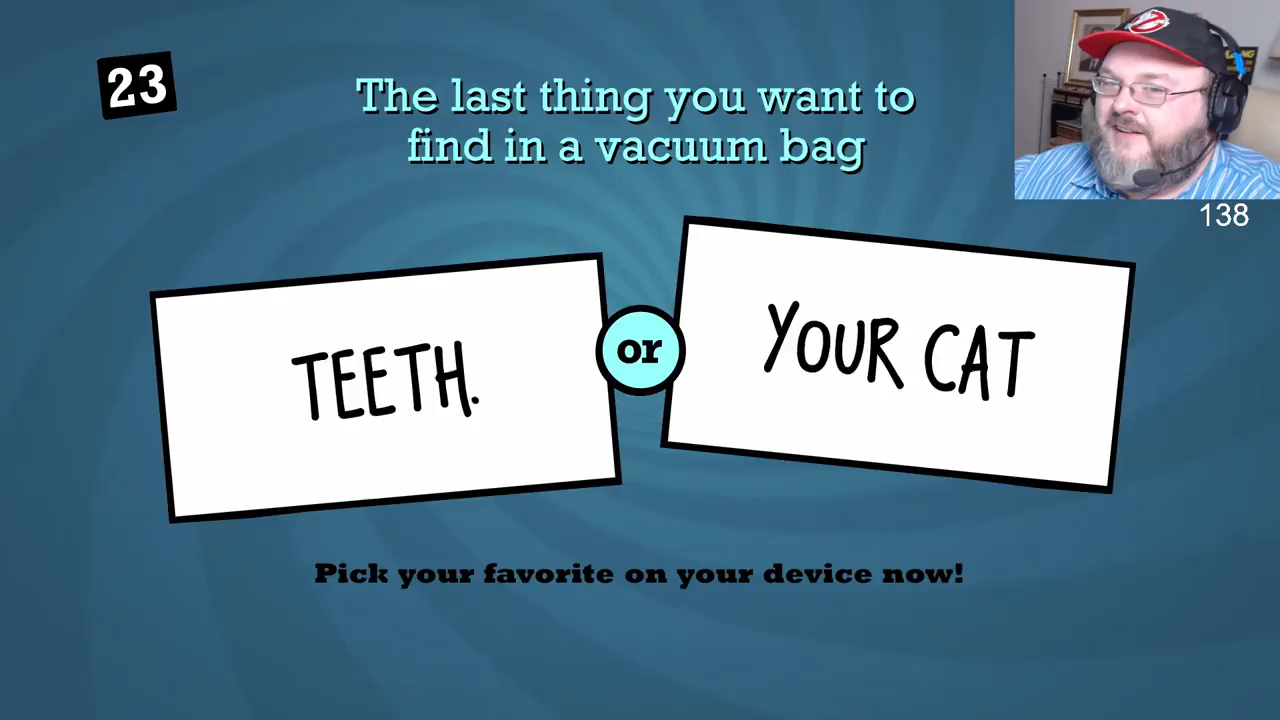 23
The last thing you want to
find in a vacuum bag
138
TEETH.
or
YOUR CAT
Pick your favorite on your device now!